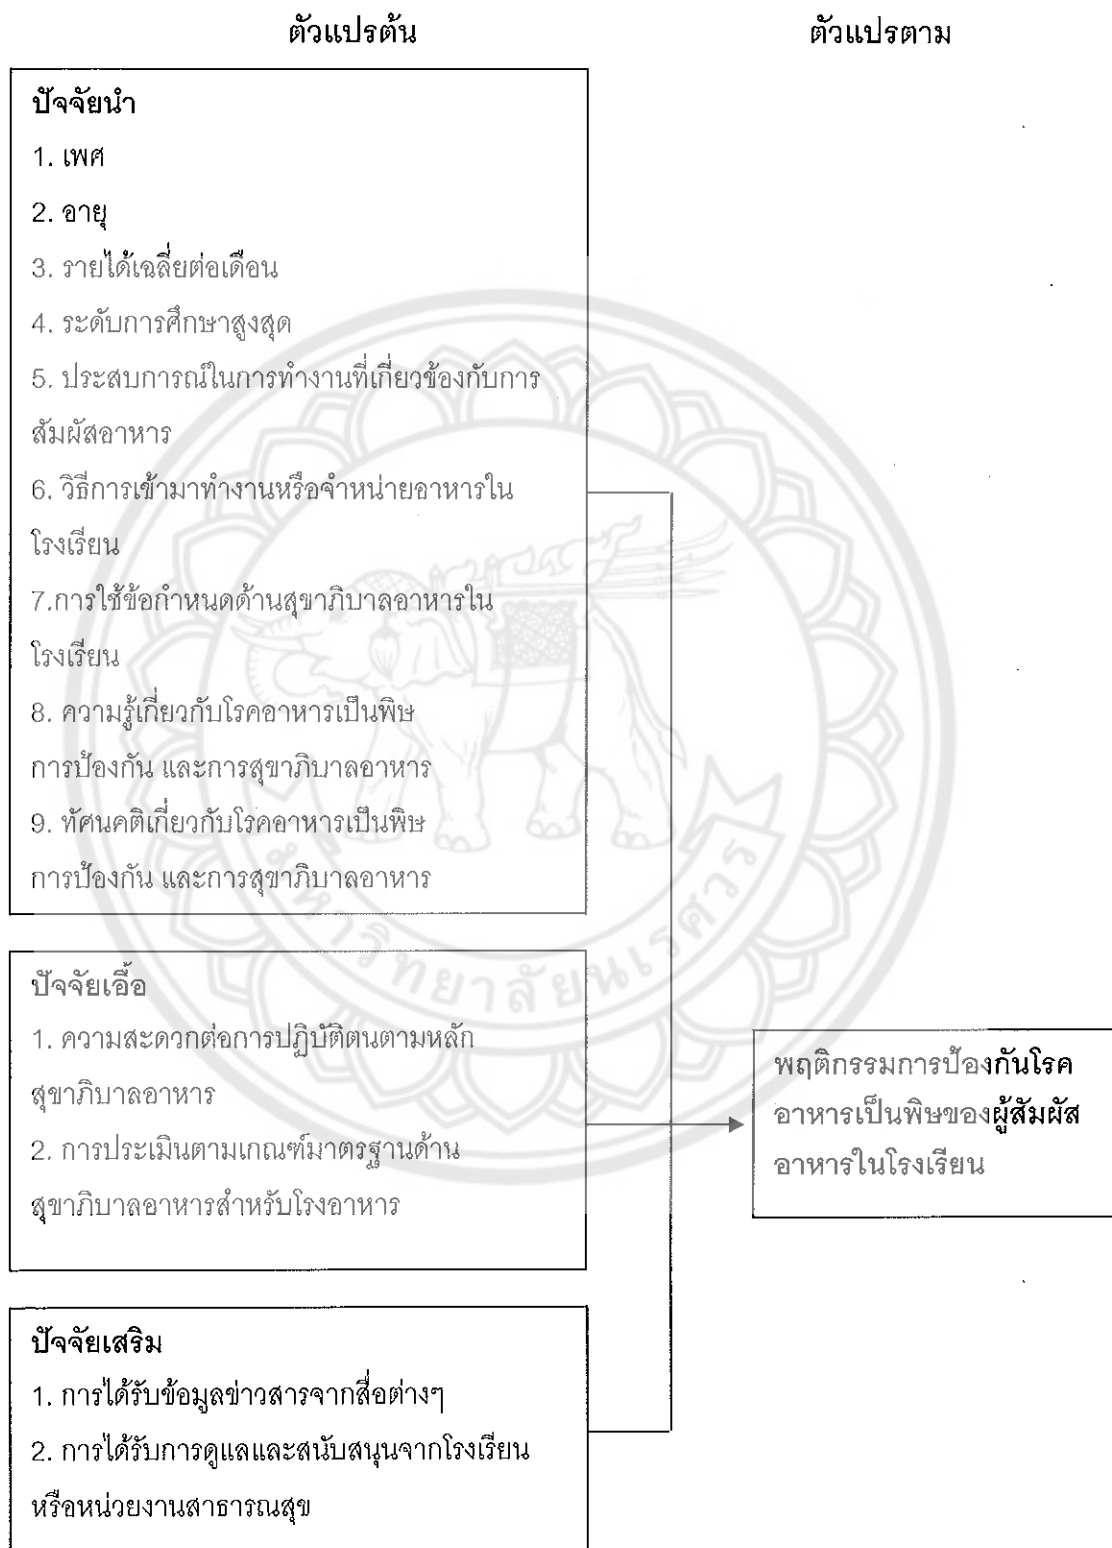 ตัวแปรต้น
ตัวแปรตาม
ปัจจัยนำ
1. เพศ
2. อายุ
3. รายได้เฉลี่ยต่อเดือน
4. ระดับการศึกษาสูงสุด
5. ประสบการณ์ในการทำงานที่เกี่ยวข้องกับการ
สัมผัสอาหาร
6. วิธีการเข้ามาทำงานหรือจำหน่ายอาหารใน
โรงเรียน
7.การใช้ข้อกำหนดด้านสุขาภิบาลอาหารใน
โรงเรียน
8. ความรู้เกี่ยวกับโรคอาหารเป็นพิษ
การป้องกัน และการสุขาภิบาลอาหาร
9. ทัศนคติเกี่ยวกับโรคอาหารเป็นพิษ
การป้องกัน และการสุขาภิบาลอาหาร
ปัจจัยเอื้อ
1. ความสะดวกต่อการปฏิบัติตนตามหลัก
สุขาภิบาลอาหาร
2. การประเมินตามเกณฑ์มาตรฐานด้าน
สุขาภิบาลอาหารสำหรับโรงอาหาร
ปัจจัยเสริม
1. การได้รับข้อมูลข่าวสารจากสื่อต่างๆ
2. การได้รับการดูแลและสนับสนุนจากโรงเรียน
หรือหน่วยงานสาธารณสุข
พฤติกรรมการป้องกันโรค
อาหารเป็นพิษของผู้สัมผัส
อาหารในโรงเรียน
มหาวิทยาลัยนเรศวร